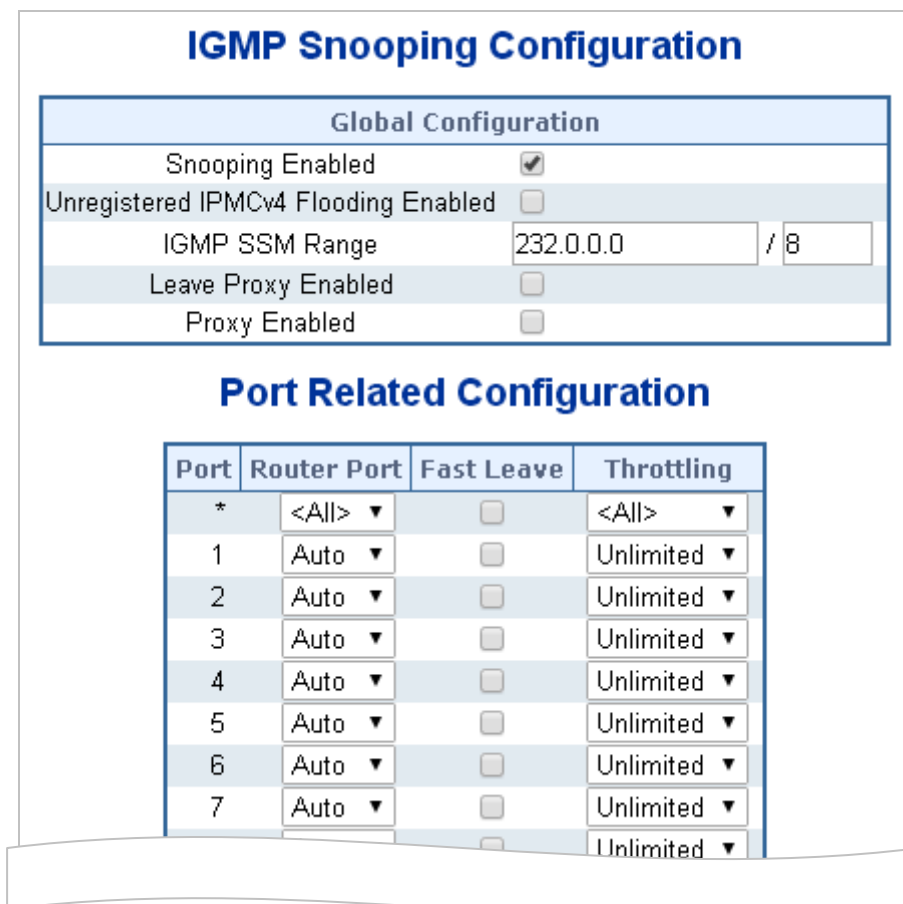 IGMP Snooping Configuration
Global Configuration
Snooping Enabled
Unregistered IPMCv4 Flooding Enabled
IGMP SSM Range 232.0.0.0 / 8
Leave Proxy Enabled
Proxy Enabled
Port Related Configuration
Port Router Port Fast Leave Throttling
* <All> <All>
1 Auto Unlimited
2 Auto Unlimited
3 Auto Unlimited
4 Auto Unlimited
5 Auto Unlimited
6 Auto Unlimited
7 Auto Unlimited
Unlimited